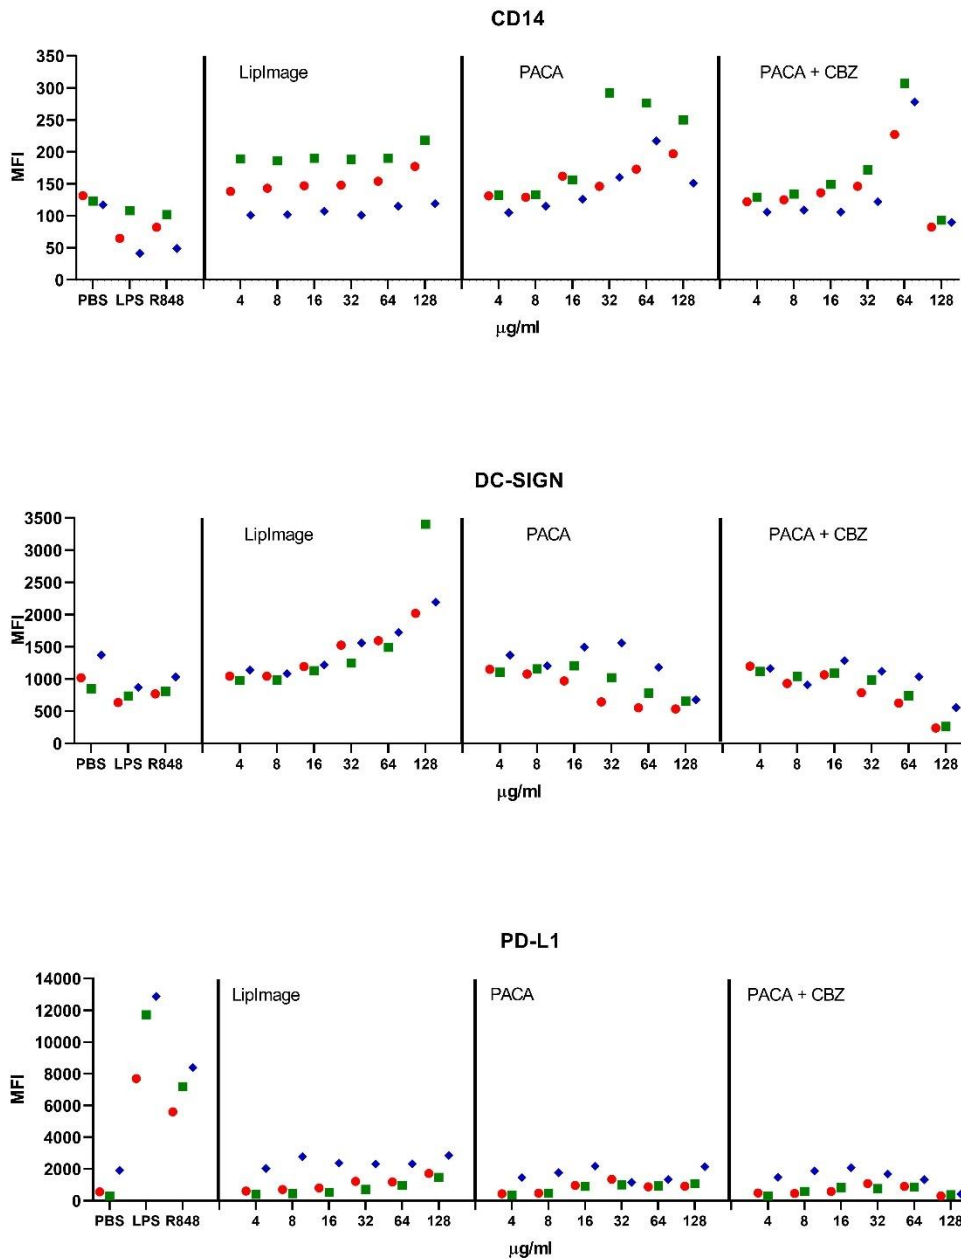 CD14
350
300
250
200
150
100
50
0
MFI
LipImage PACA PACA + CBZ
PBS LPS R848 4 8 16 32 64 128 4 8 16 32 64 128 4 8 16 32 64 128
μg/ml
DC-SIGN
3500
3000
2500
2000
1500
1000
500
0
MFI
LipImage PACA PACA + CBZ
PBS LPS R848 4 8 16 32 64 128 4 8 16 32 64 128 4 8 16 32 64 128
μg/ml
PD-L1
14000
12000
10000
8000
6000
4000
2000
0
MFI
LipImage PACA PACA + CBZ
PBS LPS R848 4 8 16 32 64 128 4 8 16 32 64 128 4 8 16 32 64 128
μg/ml